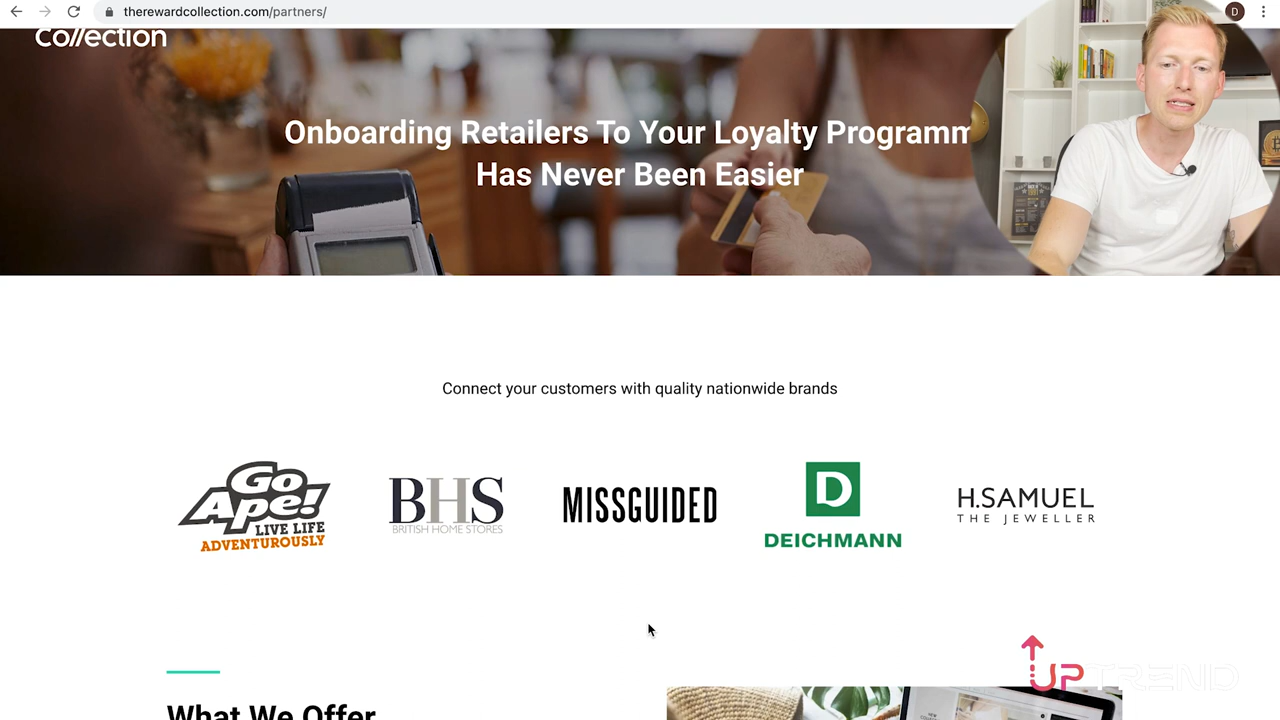 therewardcollection.com/partners/
D
Collection
Onboarding Retailers To Your Loyalty Programm
Has Never Been Easier
Connect your customers with quality nationwide brands
Go
Ape!
LIVE LIFE
ADVENTUROUSLY
BHS
BRITISH HOME STORES
MISSGUIDED
D
DEICHMANN
H.SAMUEL
THE JEWELLER
UPTREND
What We Offer